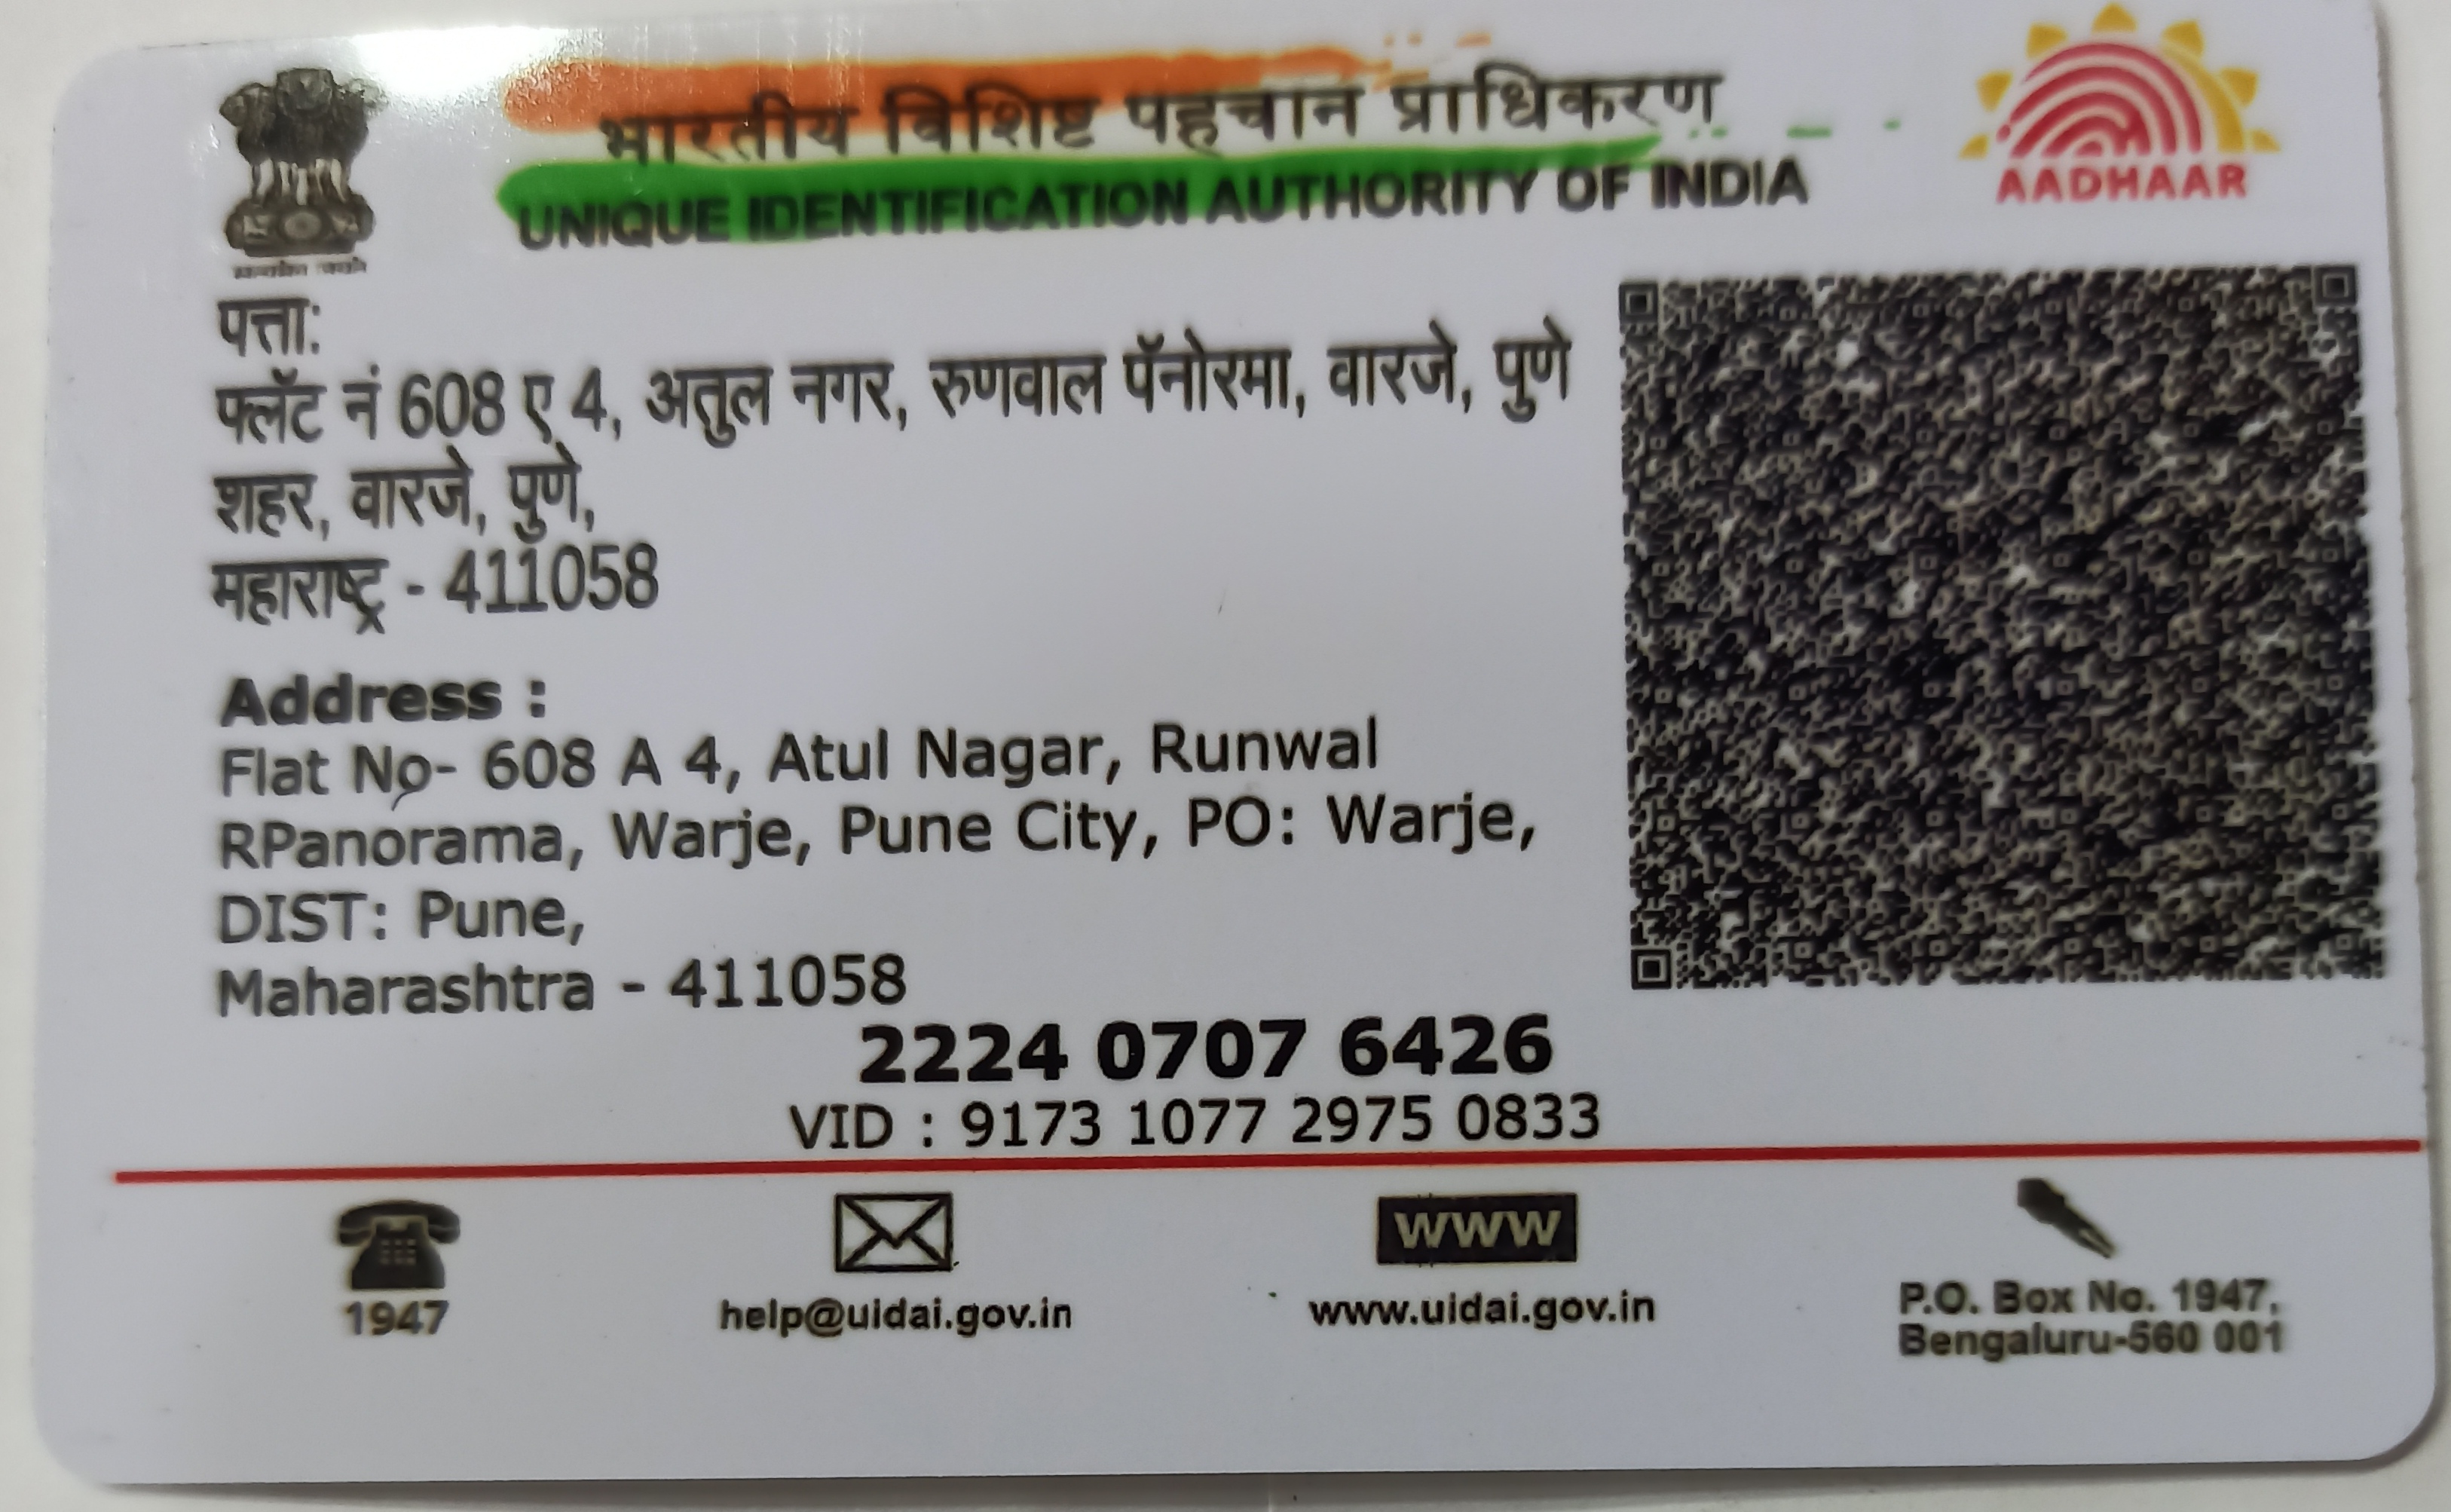 भारतीय विशिष्ट पहचान प्राधिकरण
UNIQUE IDENTIFICATION AUTHORITY OF INDIA
AADHAAR
पत्ता:
फ्लॅट नं 608 ए 4, अतुल नगर, रुणवाल पॅनोरमा, वारजे, पुणे
शहर, वारजे, पुणे,
महाराष्ट्र - 411058
Address :
Flat No- 608 A 4, Atul Nagar, Runwal
RPanorama, Warje, Pune City, PO: Warje,
DIST: Pune,
Maharashtra - 411058
2224 0707 6426
VID : 9173 1077 2975 0833
WWW
1947
help@uidai.gov.in
www.uidai.gov.in
P.O. Box No. 1947,
Bengaluru-560 001